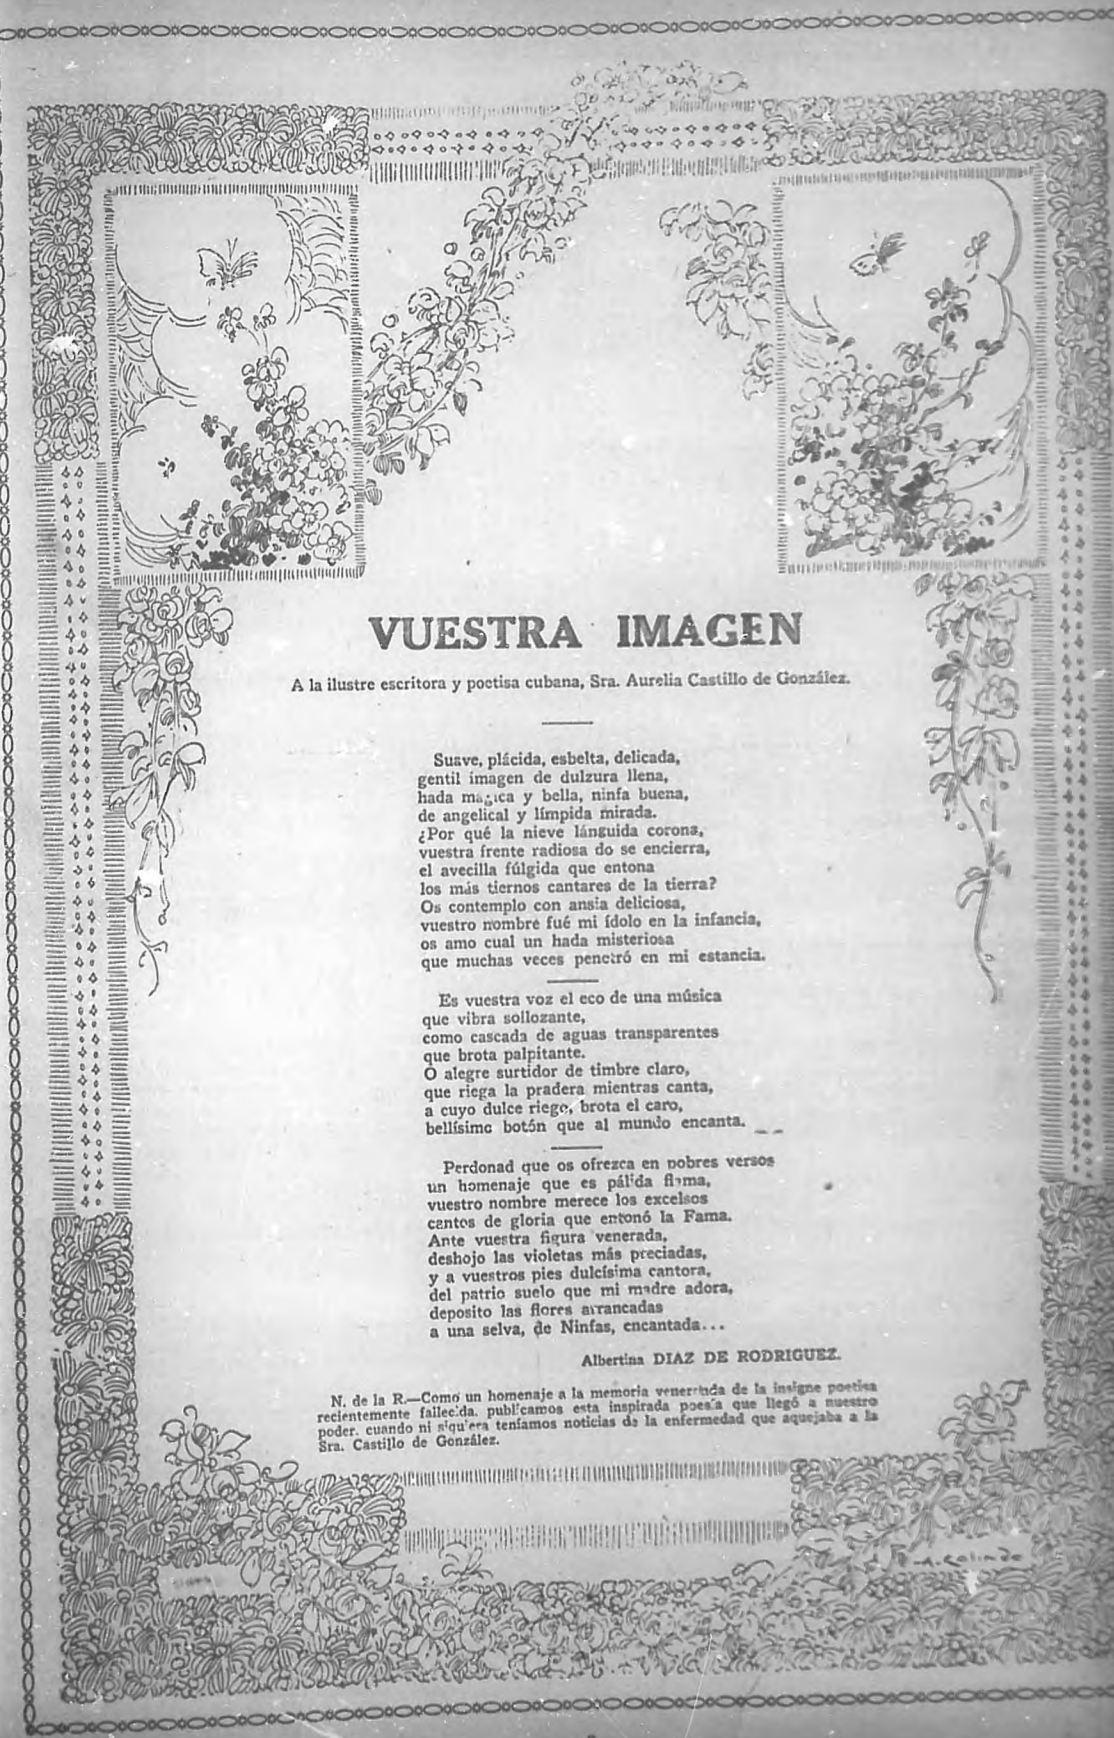 VUESTRA IMAGEN
A la ilustre escritora y poetisa cubana, Sra. Aurelia Castillo de González.
Suave, plácida, esbelta, delicada,
gentil imagen de dulzura llena,
hada mágica y bella, ninfa buena,
de angelical y límpida mirada.
¿Por qué la nieve lánguida corona,
vuestra frente radiosa do se encierra,
el avecilla fúlgida que entona
los más tiernos cantares de la tierra?
Os contemplo con ansia deliciosa,
vuestro nombre fué mi ídolo en la infancia,
os amo cual un hada misteriosa
que muchas veces penetró en mi estancia.
Es vuestra voz el eco de una música
que vibra sollozante,
como cascada de aguas transparentes
que brota palpitante.
O alegre surtidor de timbre claro,
que riega la pradera mientras canta,
a cuyo dulce riego, brota el caro,
bellísimo botón que al mundo encanta.
Perdonad que os ofrezca en pobres versos
un homenaje que es pálida flama,
vuestro nombre merece los excelsos
cantos de gloria que entonó la Fama.
Ante vuestra figura venerada,
deshojo las violetas más preciadas,
y a vuestros pies dulcísima cantora,
del patrio suelo que mi madre adora,
deposito las flores arrancadas
a una selva, de Ninfas, encantada...
Albertina DIAZ DE RODRIGUEZ.
N. de la R.—Como un homenaje a la memoria venerada de la insigne poetisa
recientemente fallecida. publicamos esta inspirada poesía que llegó a nuestro
poder. cuando ni siquiera teníamos noticias de la enfermedad que aquejaba a la
Sra. Castillo de González.
A. Galindo